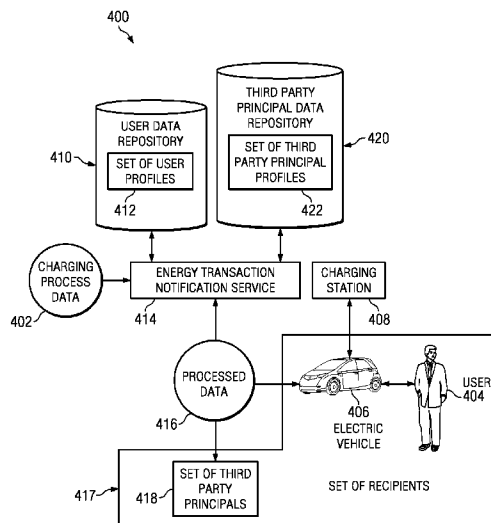 400
THIRD PARTY
PRINCIPAL DATA
REPOSITORY
USER DATA
REPOSITORY
410
420
SET OF USER
PROFILES
412
SET OF THIRD
PARTY PRINCIPAL
PROFILES
422
CHARGING
PROCESS
DATA
402
ENERGY TRANSACTION
NOTIFICATION SERVICE
414
CHARGING
STATION
408
PROCESSED
DATA
416
406
ELECTRIC
VEHICLE
USER
404
417
418
SET OF THIRD
PARTY
PRINCIPALS
SET OF RECIPIENTS